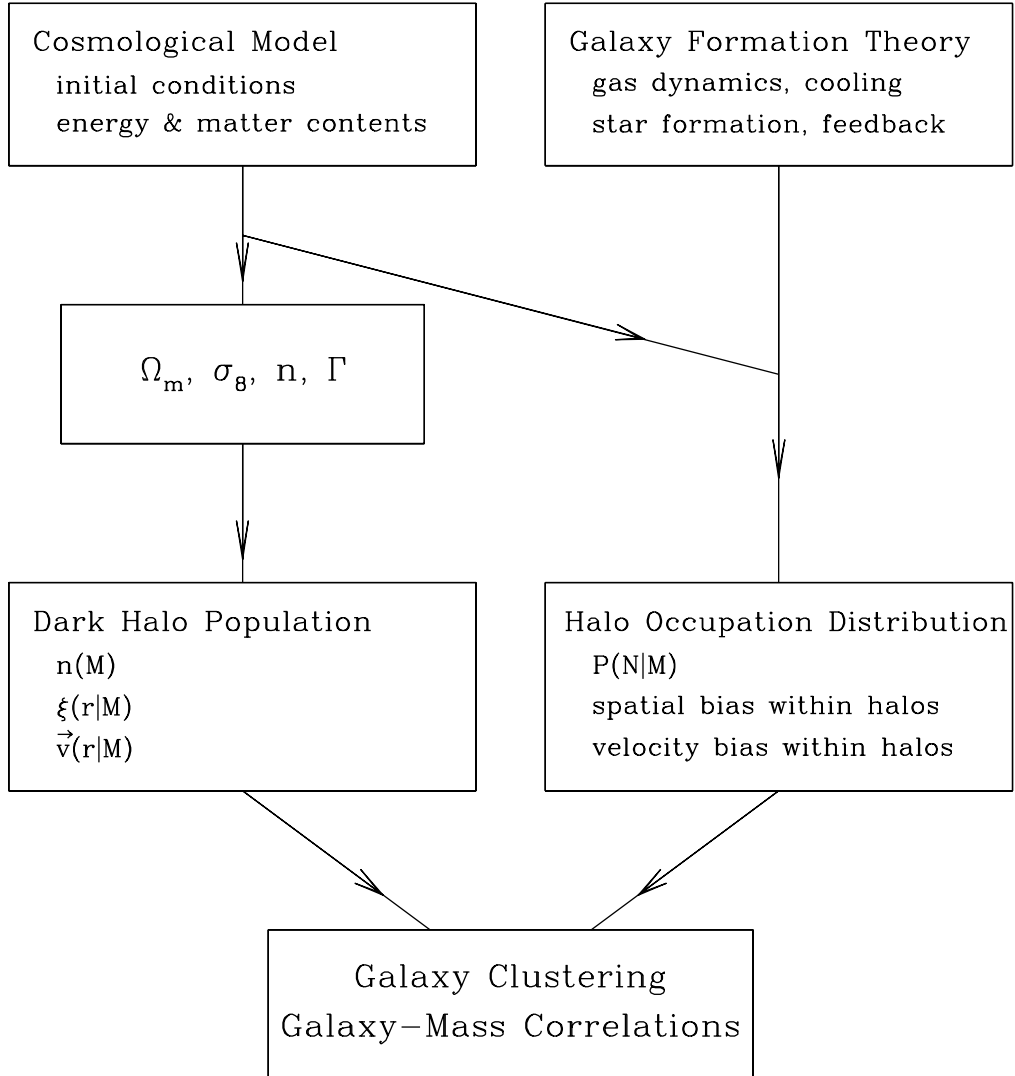 Cosmological Model
initial conditions
energy & matter contents
Galaxy Formation Theory
gas dynamics, cooling
star formation, feedback
Ωₘ, σ₈, n, Γ
Dark Halo Population
n(M)
ξ(r|M)
v⃗(r|M)
Halo Occupation Distribution
P(N|M)
spatial bias within halos
velocity bias within halos
Galaxy Clustering
Galaxy−Mass Correlations